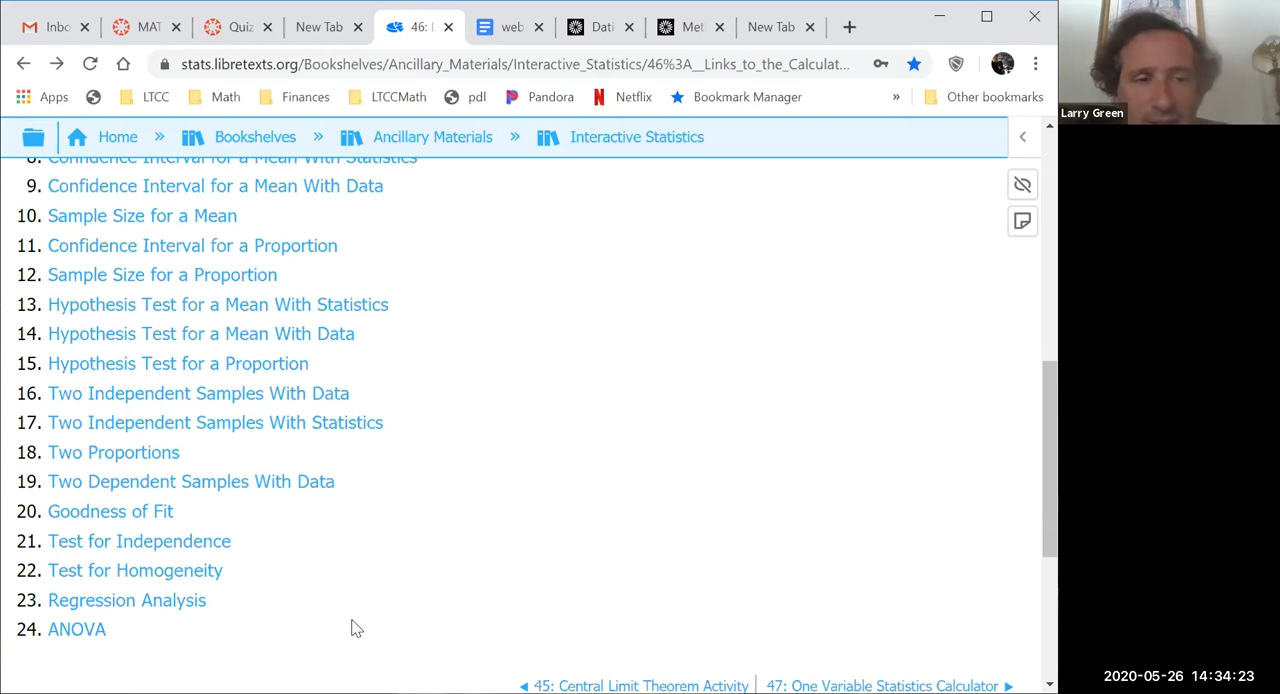 Inbo
MAT
Quiz
New Tab
46: L
web
Dati
Met
New Tab
stats.libretexts.org/Bookshelves/Ancillary_Materials/Interactive_Statistics/46%3A__Links_to_the_Calculat...
Apps
LTCC
Math
Finances
LTCCMath
pdl
Pandora
Netflix
Bookmark Manager
»
Other bookmarks
Larry Green
Home » Bookshelves » Ancillary Materials » Interactive Statistics
8. Confidence Interval for a Mean With Statistics
9. Confidence Interval for a Mean With Data
10. Sample Size for a Mean
11. Confidence Interval for a Proportion
12. Sample Size for a Proportion
13. Hypothesis Test for a Mean With Statistics
14. Hypothesis Test for a Mean With Data
15. Hypothesis Test for a Proportion
16. Two Independent Samples With Data
17. Two Independent Samples With Statistics
18. Two Proportions
19. Two Dependent Samples With Data
20. Goodness of Fit
21. Test for Independence
22. Test for Homogeneity
23. Regression Analysis
24. ANOVA
◄ 45: Central Limit Theorem Activity | 47: One Variable Statistics Calculator ►
2020-05-26 14:34:23